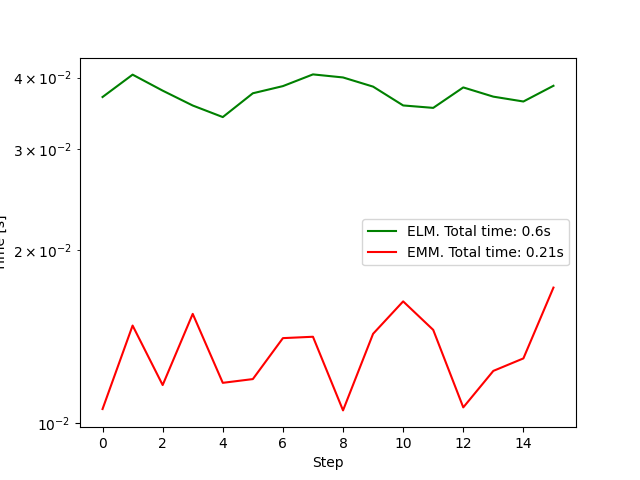 4 × 10⁻²
3 × 10⁻²
2 × 10⁻²
10⁻²
Time [s]
ELM. Total time: 0.6s
EMM. Total time: 0.21s
0 2 4 6 8 10 12 14
Step